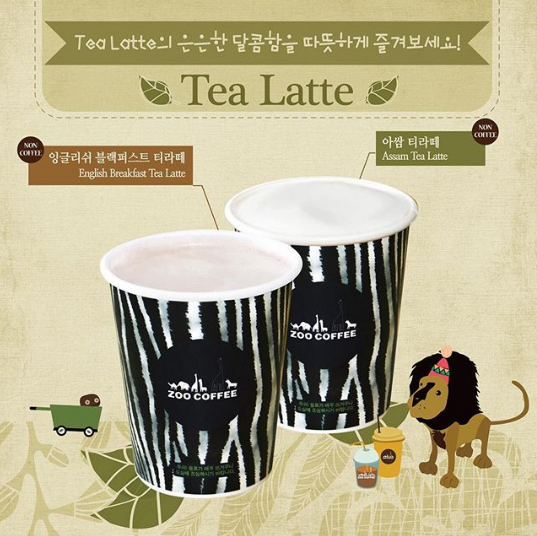 Tea Latte의 은은한 달콤함을 따뜻하게 즐겨보세요!
Tea Latte
NON
COFFEE
잉글리쉬 블랙퍼스트 티라떼
English Breakfast Tea Latte
NON
COFFEE
아쌈 티라떼
Assam Tea Latte
ZOO COFFEE
ZOO COFFEE